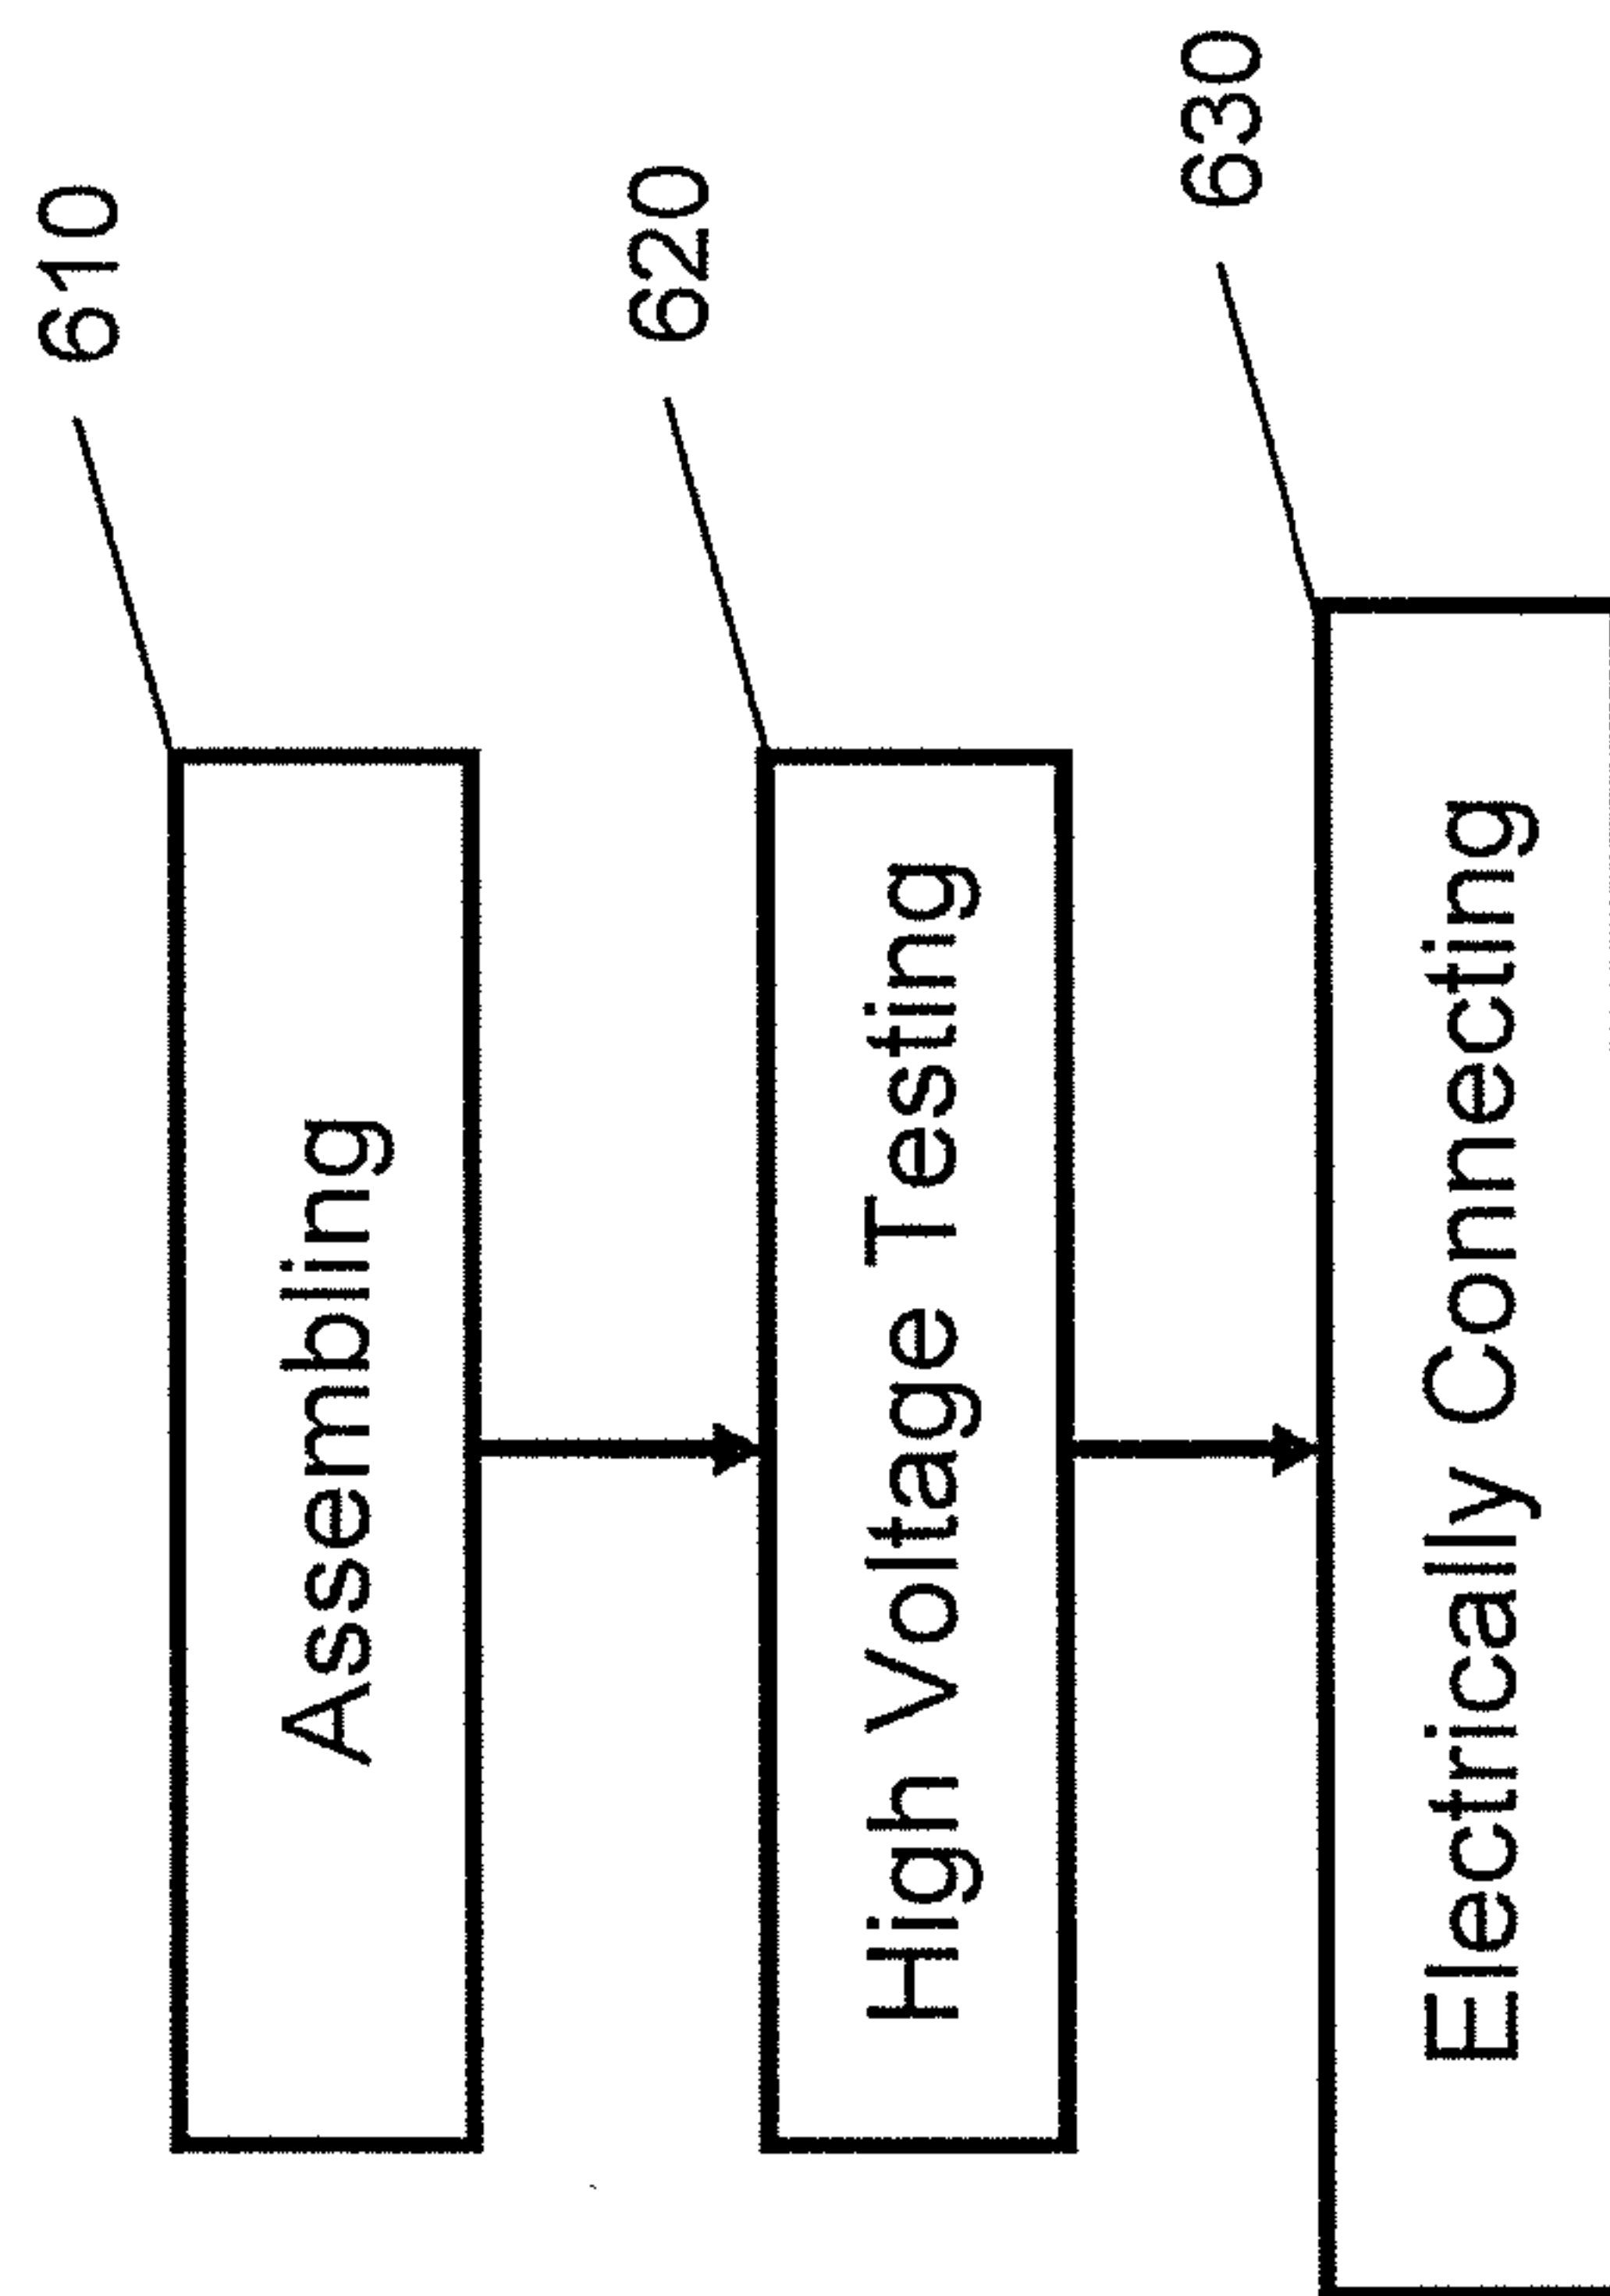 610
Assembling
620
High Voltage Testing
630
Electrically Connecting